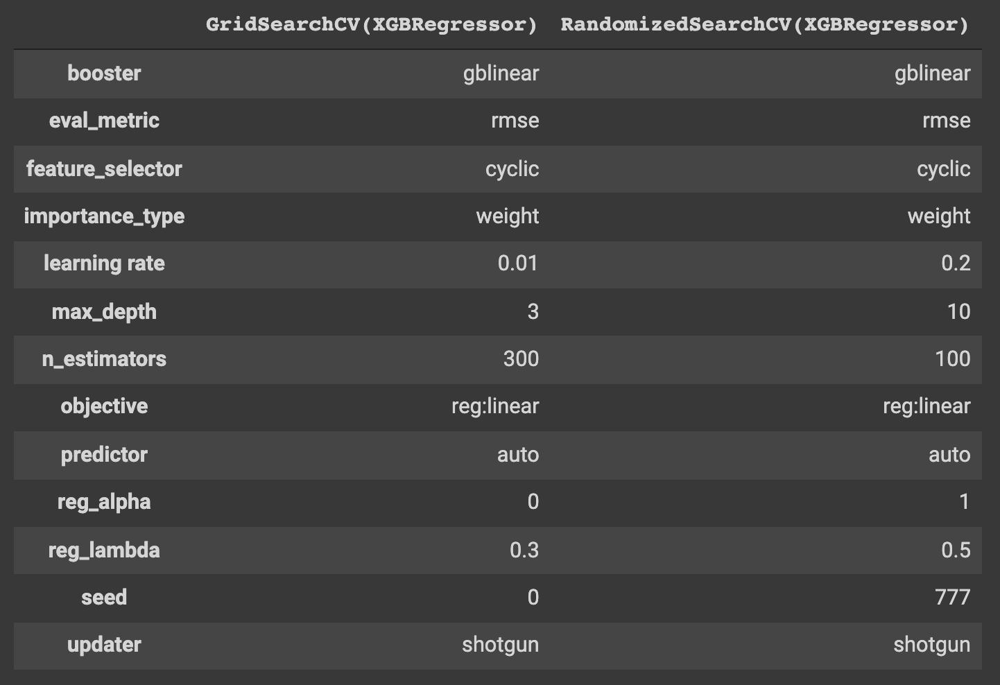 GridSearchCV(XGBRegressor) RandomizedSearchCV(XGBRegressor)
booster gblinear gblinear
eval_metric rmse rmse
feature_selector cyclic cyclic
importance_type weight weight
learning rate 0.01 0.2
max_depth 3 10
n_estimators 300 100
objective reg:linear reg:linear
predictor auto auto
reg_alpha 0 1
reg_lambda 0.3 0.5
seed 0 777
updater shotgun shotgun